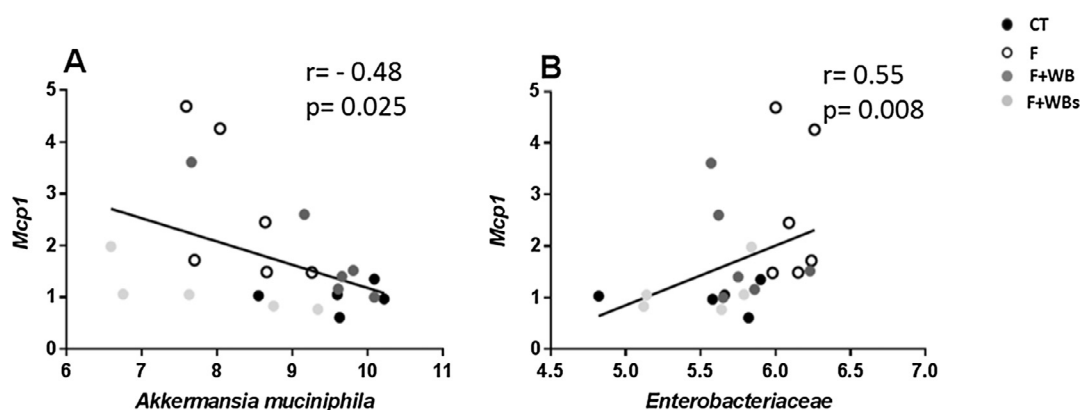 A
r= - 0.48
p= 0.025
Mcp1
5
4
3
2
1
0
6 7 8 9 10 11
Akkermansia muciniphila
B
r= 0.55
p= 0.008
Mcp1
5
4
3
2
1
0
4.5 5.0 5.5 6.0 6.5 7.0
Enterobacteriaceae
CT
F
F+WB
F+WBs